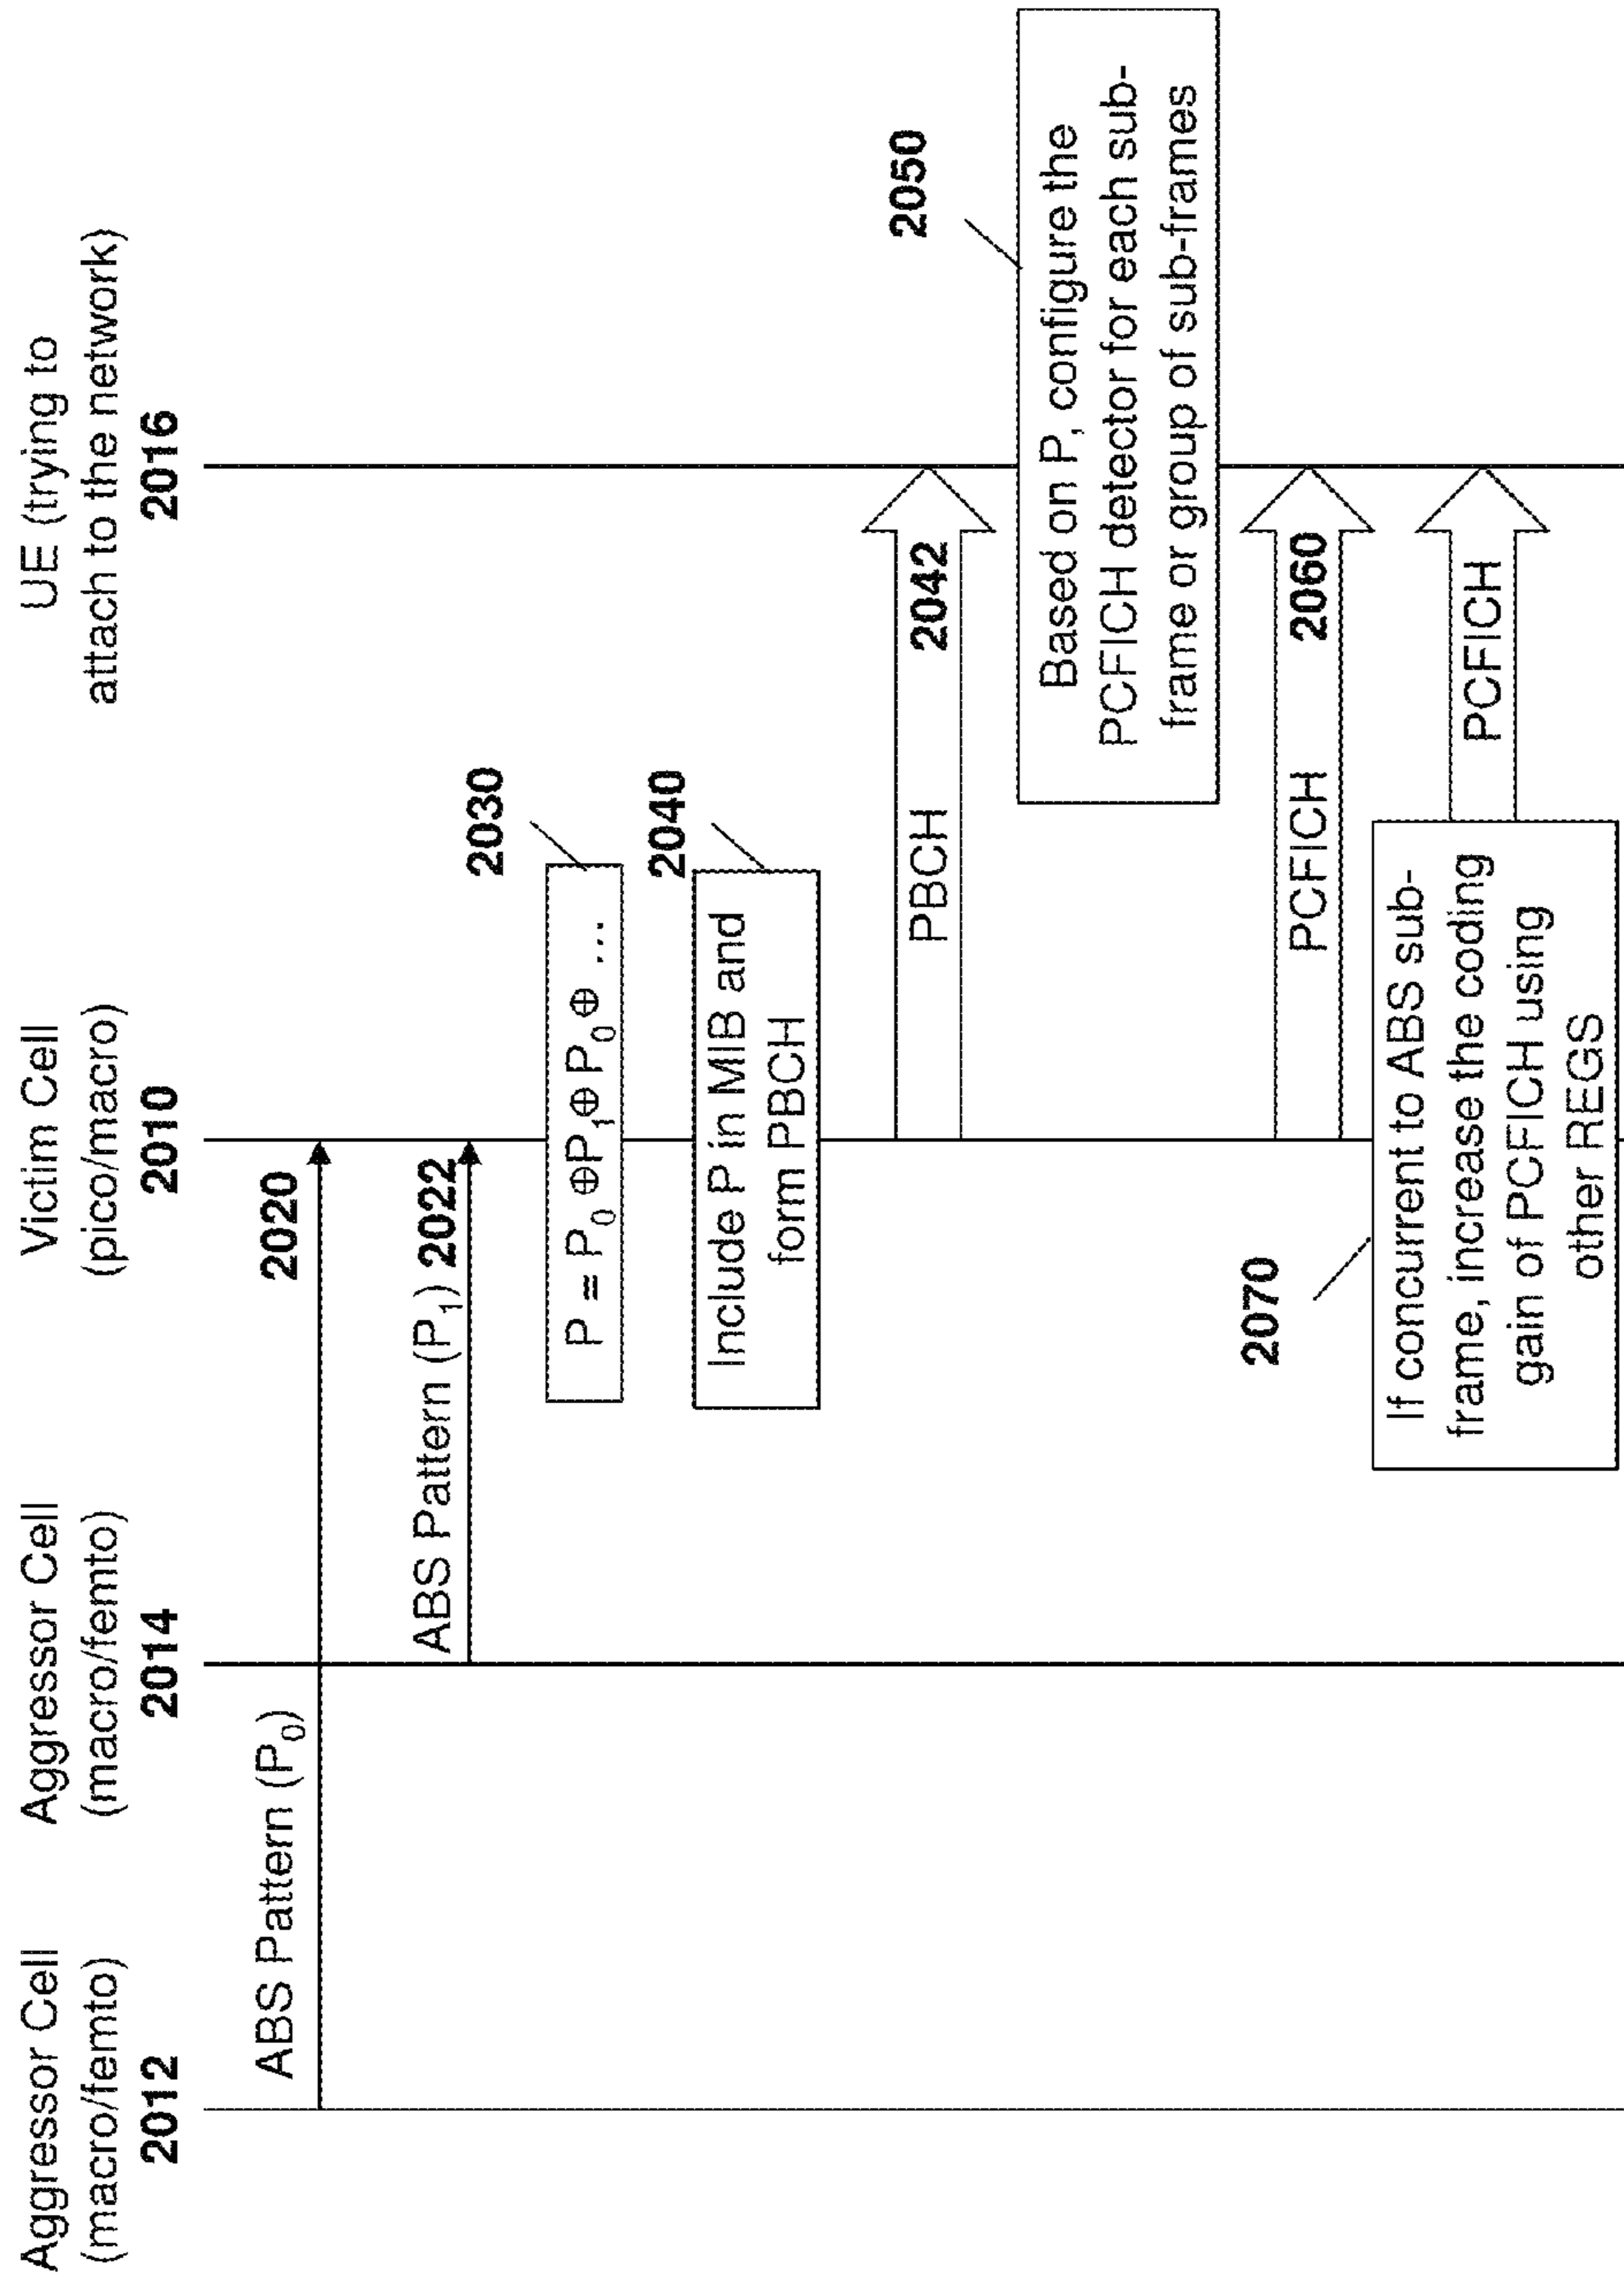 Aggressor Cell
(macro/femto)
2012
Aggressor Cell
(macro/femto)
2014
Victim Cell
(pico/macro)
2010
UE (trying to
attach to the network)
2016
ABS Pattern (P0)
2020
ABS Pattern (P1) 2022
2030
P = P0 ⊕P1⊕ P0⊕ ...
2040
Include P in MIB and
form PBCH
PBCH
2042
2050
Based on P, configure the
PCFICH detector for each sub-
frame or group of sub-frames
PCFICH
2060
2070
If concurrent to ABS sub-
frame, increase the coding
gain of PCFICH using
other REGS
PCFICH